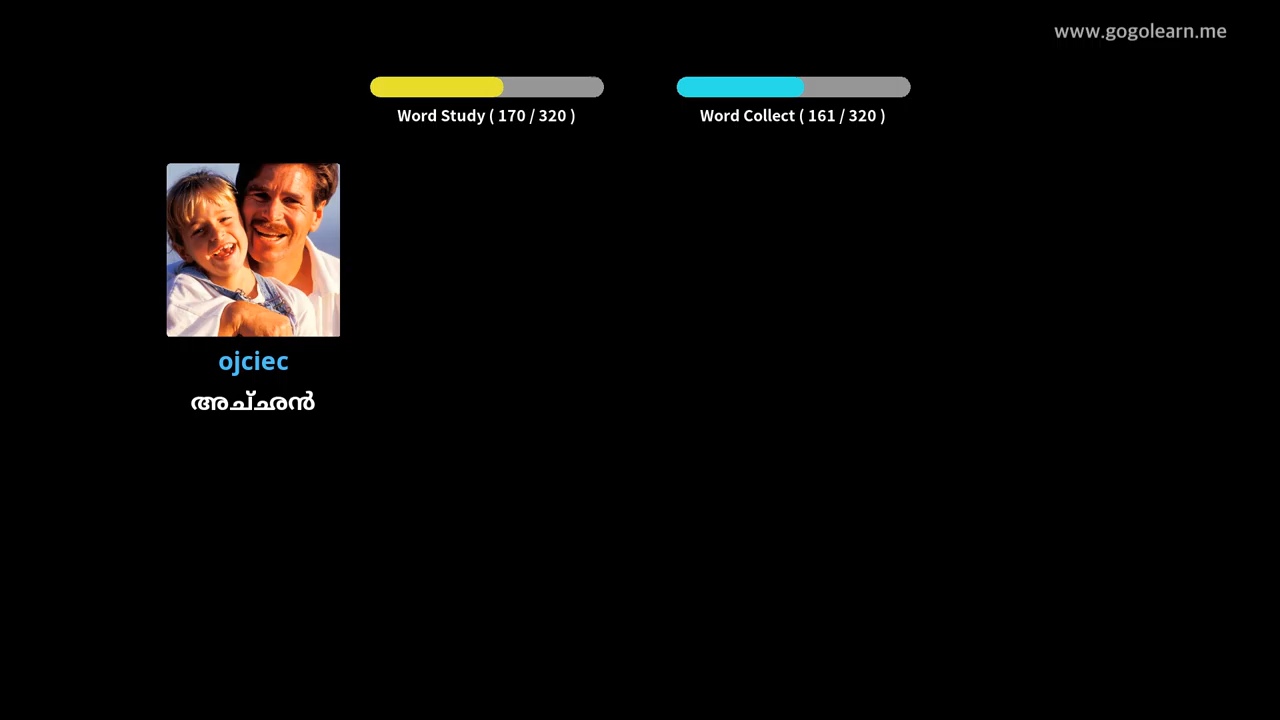 www.gogolearn.me
Word Study ( 170 / 320 )
Word Collect ( 161 / 320 )
ojciec
അച്ഛൻ